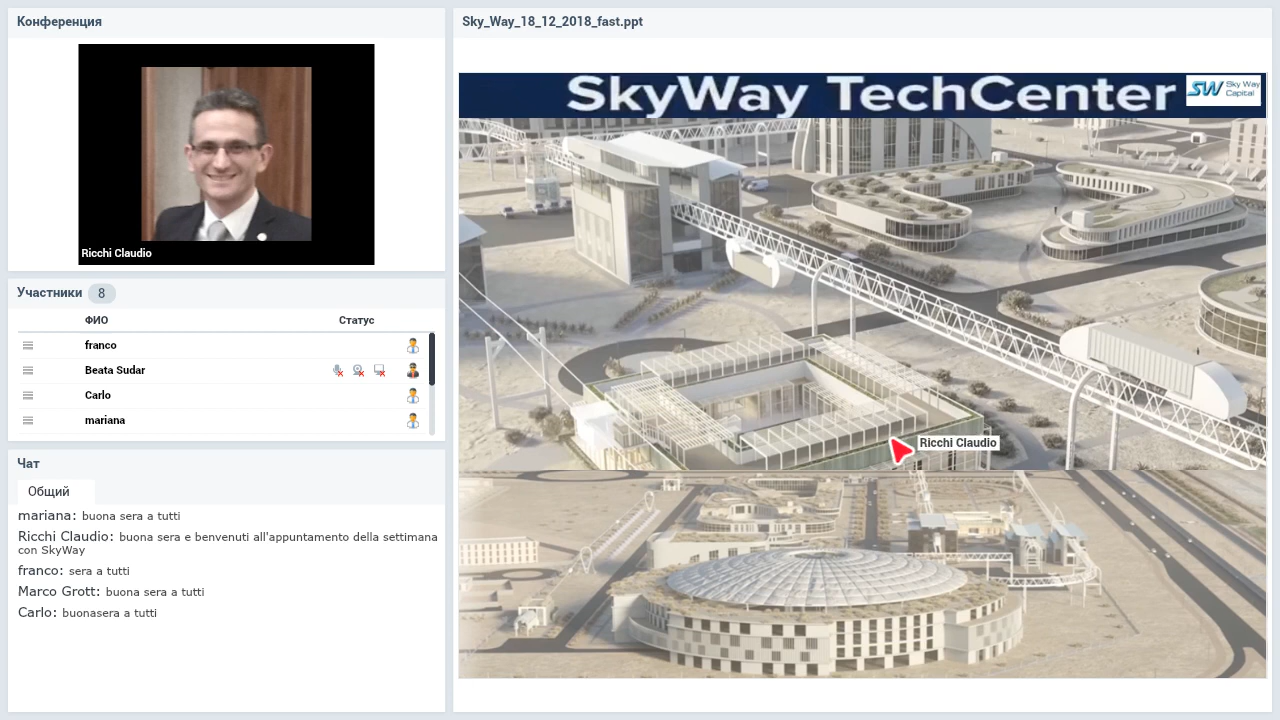 Конференция
Ricchi Claudio
Участники 8
ФИО Статус
franco
Beata Sudar
Carlo
mariana
Чат
Общий
mariana: buona sera a tutti
Ricchi Claudio: buona sera e benvenuti all'appuntamento della settimana
con SkyWay
franco: sera a tutti
Marco Grott: buona sera a tutti
Carlo: buonasera a tutti
Sky_Way_18_12_2018_fast.ppt
SkyWay TechCenter
SW Sky Way
Capital
Ricchi Claudio